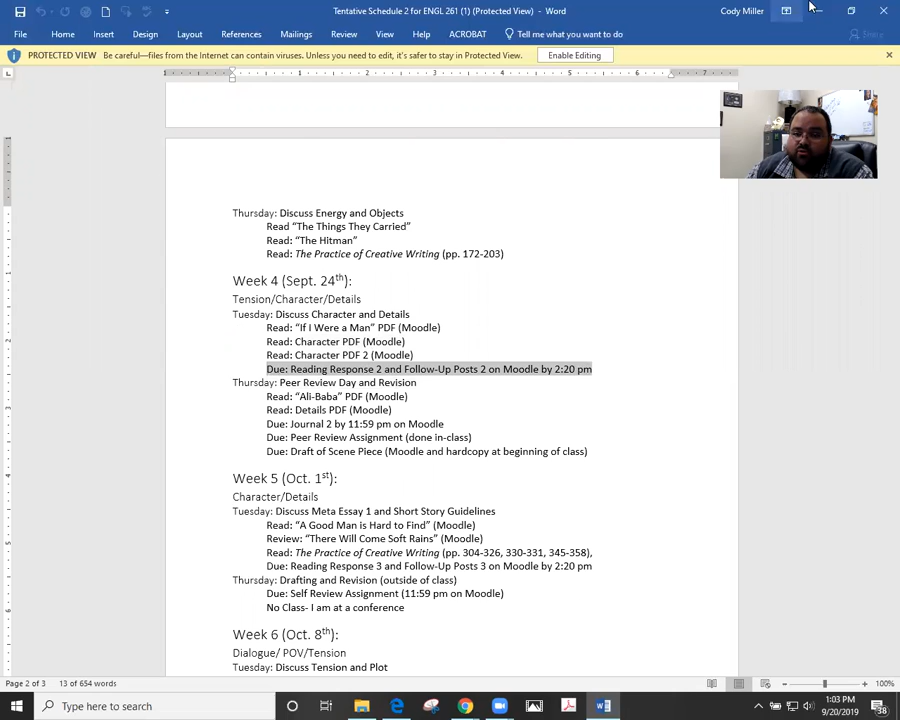 Tentative Schedule 2 for ENGL 261 (1) (Protected View) - Word
Cody Miller
File Home Insert Design Layout References Mailings Review View Help ACROBAT Tell me what you want to do Share
PROTECTED VIEW Be careful—files from the Internet can contain viruses. Unless you need to edit, it's safer to stay in Protected View. Enable Editing
1 1 2 3 4 5 6 7
Thursday: Discuss Energy and Objects
Read "The Things They Carried"
Read: "The Hitman"
Read: The Practice of Creative Writing (pp. 172-203)
Week 4 (Sept. 24th):
Tension/Character/Details
Tuesday: Discuss Character and Details
Read: "If I Were a Man" PDF (Moodle)
Read: Character PDF (Moodle)
Read: Character PDF 2 (Moodle)
Due: Reading Response 2 and Follow-Up Posts 2 on Moodle by 2:20 pm
Thursday: Peer Review Day and Revision
Read: "Ali-Baba" PDF (Moodle)
Read: Details PDF (Moodle)
Due: Journal 2 by 11:59 pm on Moodle
Due: Peer Review Assignment (done in-class)
Due: Draft of Scene Piece (Moodle and hardcopy at beginning of class)
Week 5 (Oct. 1st):
Character/Details
Tuesday: Discuss Meta Essay 1 and Short Story Guidelines
Read: "A Good Man is Hard to Find" (Moodle)
Review: "There Will Come Soft Rains" (Moodle)
Read: The Practice of Creative Writing (pp. 304-326, 330-331, 345-358),
Due: Reading Response 3 and Follow-Up Posts 3 on Moodle by 2:20 pm
Thursday: Drafting and Revision (outside of class)
Due: Self Review Assignment (11:59 pm on Moodle)
No Class- I am at a conference
Week 6 (Oct. 8th):
Dialogue/ POV/Tension
Tuesday: Discuss Tension and Plot
Page 2 of 3 13 of 654 words 100%
Type here to search
1:03 PM
9/20/2019
38